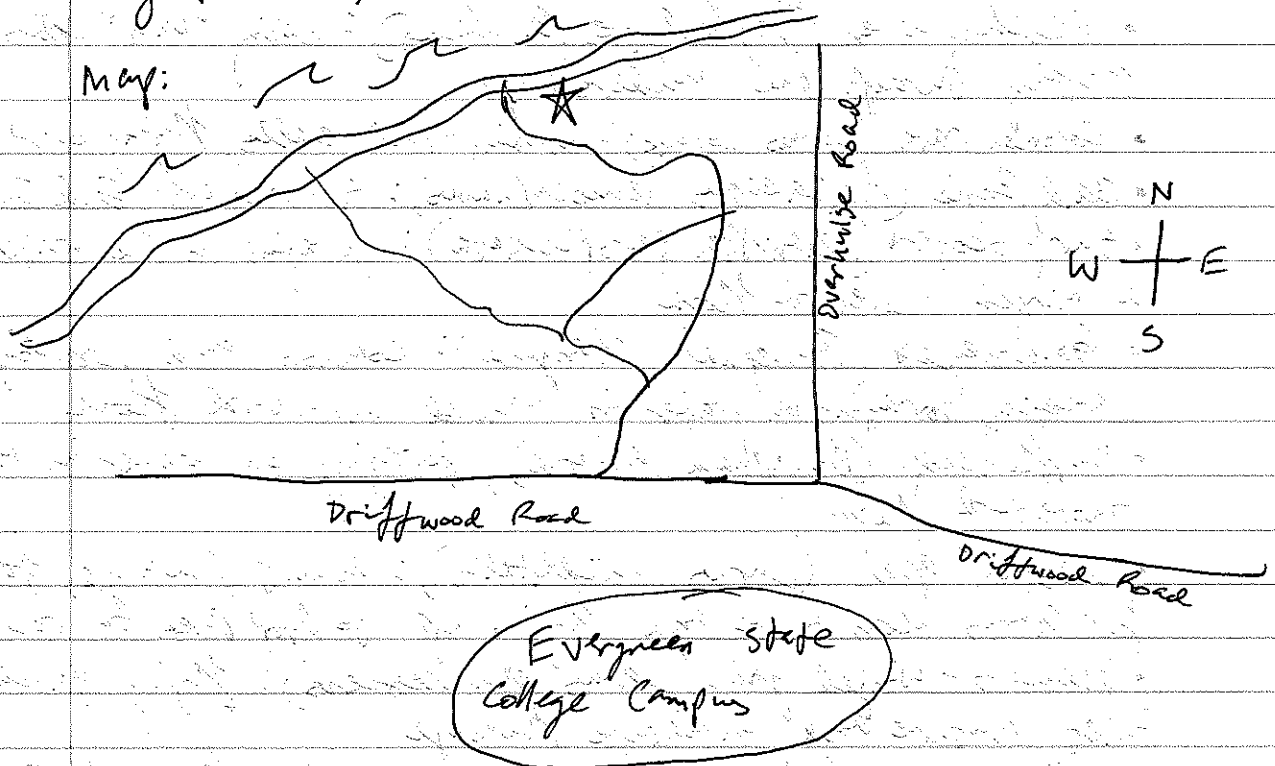 Map:
Overhulse Road
N
W E
S
Driftwood Road
Driftwood Road
Evergreen state
College Campus